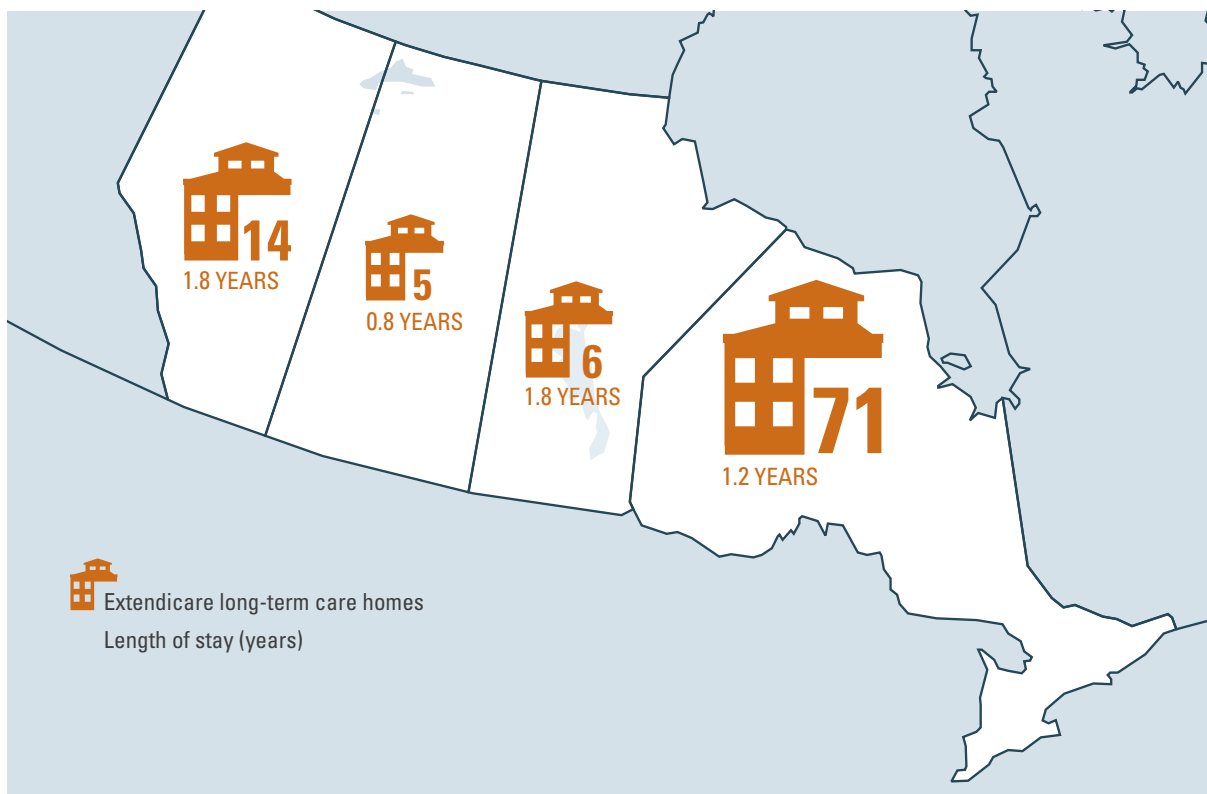 14
1.8 YEARS
5
0.8 YEARS
6
1.8 YEARS
71
1.2 YEARS
Extendicare long-term care homes
Length of stay (years)